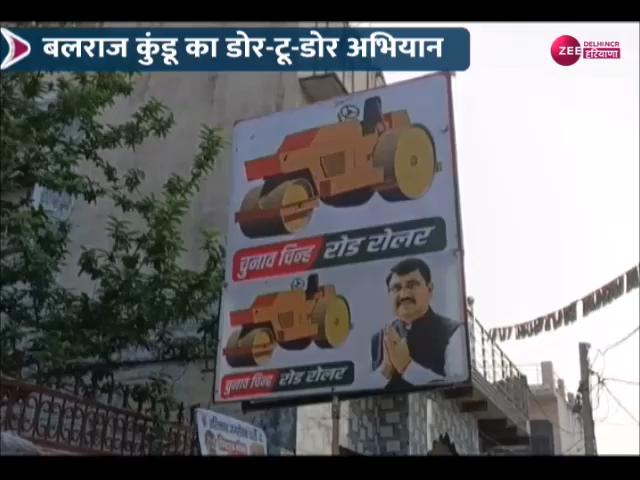 बलराज कुंडू का डोर-टू-डोर अभियान
ZEE DELHI NCR
हरियाणा
चुनाव चिन्ह रोड रोलर
चुनाव चिन्ह रोड रोलर